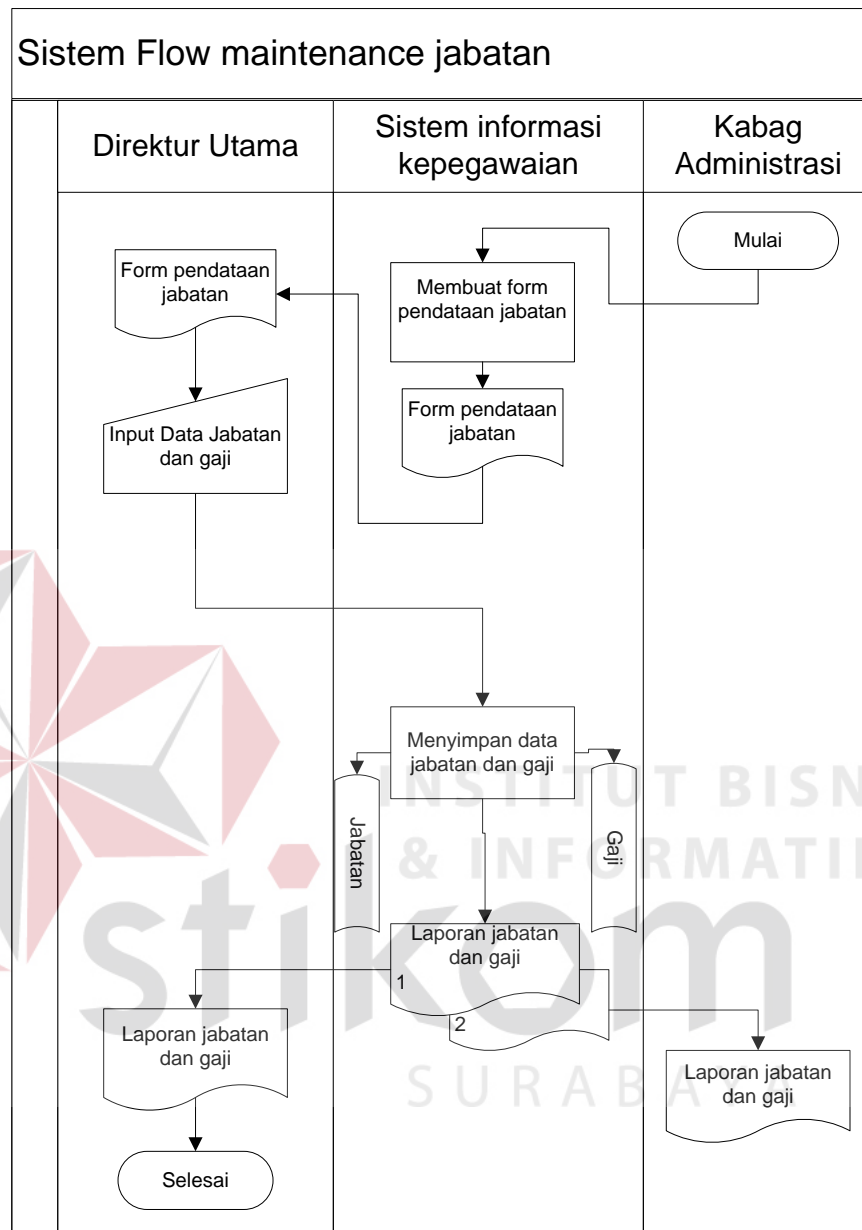 Sistem Flow maintenance jabatan
Direktur Utama
Sistem informasi
kepegawaian
Kabag
Administrasi
Mulai
Form pendataan
jabatan
Membuat form
pendataan jabatan
Form pendataan
jabatan
Input Data Jabatan
dan gaji
Menyimpan data
jabatan dan gaji
Jabatan
Gaji
INSTITUT BISN
& INFORMATI
stikom
SURABAYA
Laporan jabatan
dan gaji
1
2
Laporan jabatan
dan gaji
Laporan jabatan
dan gaji
Selesai